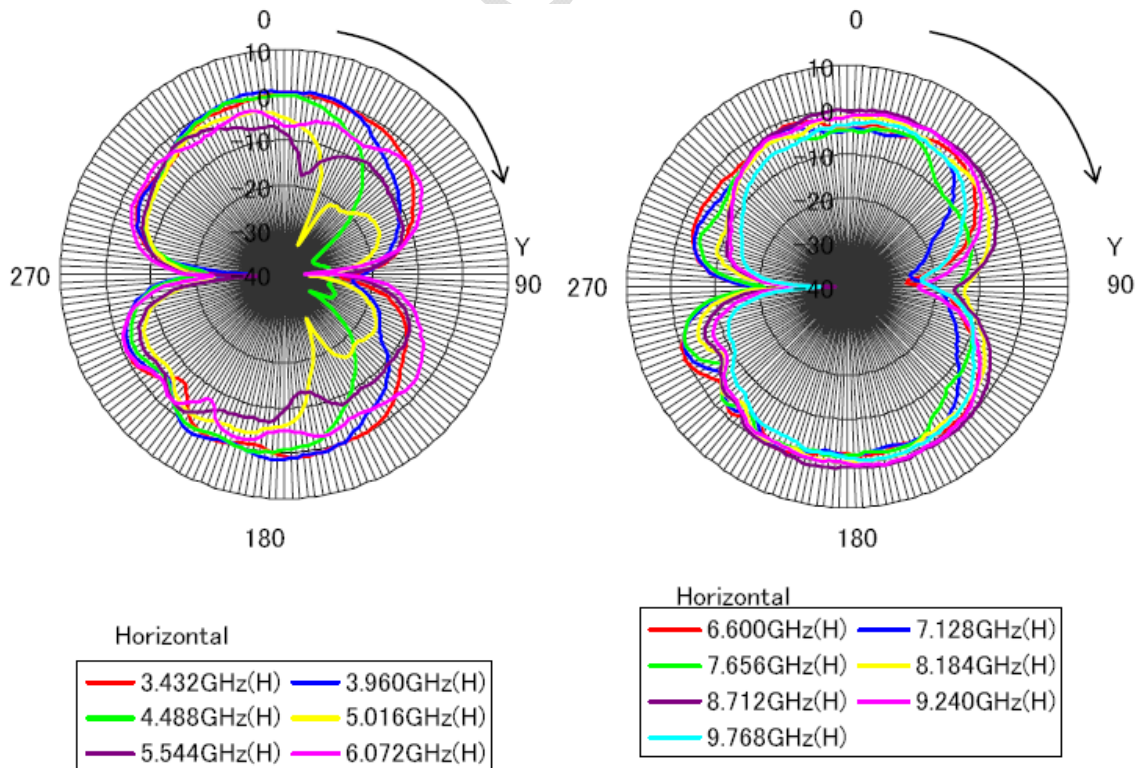 0
10
0
-10
-20
-30
-40
Y
270
90
180
Horizontal
3.432GHz(H)
3.960GHz(H)
4.488GHz(H)
5.016GHz(H)
5.544GHz(H)
6.072GHz(H)
0
10
0
-10
-20
-30
-40
Y
270
90
180
Horizontal
6.600GHz(H)
7.128GHz(H)
7.656GHz(H)
8.184GHz(H)
8.712GHz(H)
9.240GHz(H)
9.768GHz(H)